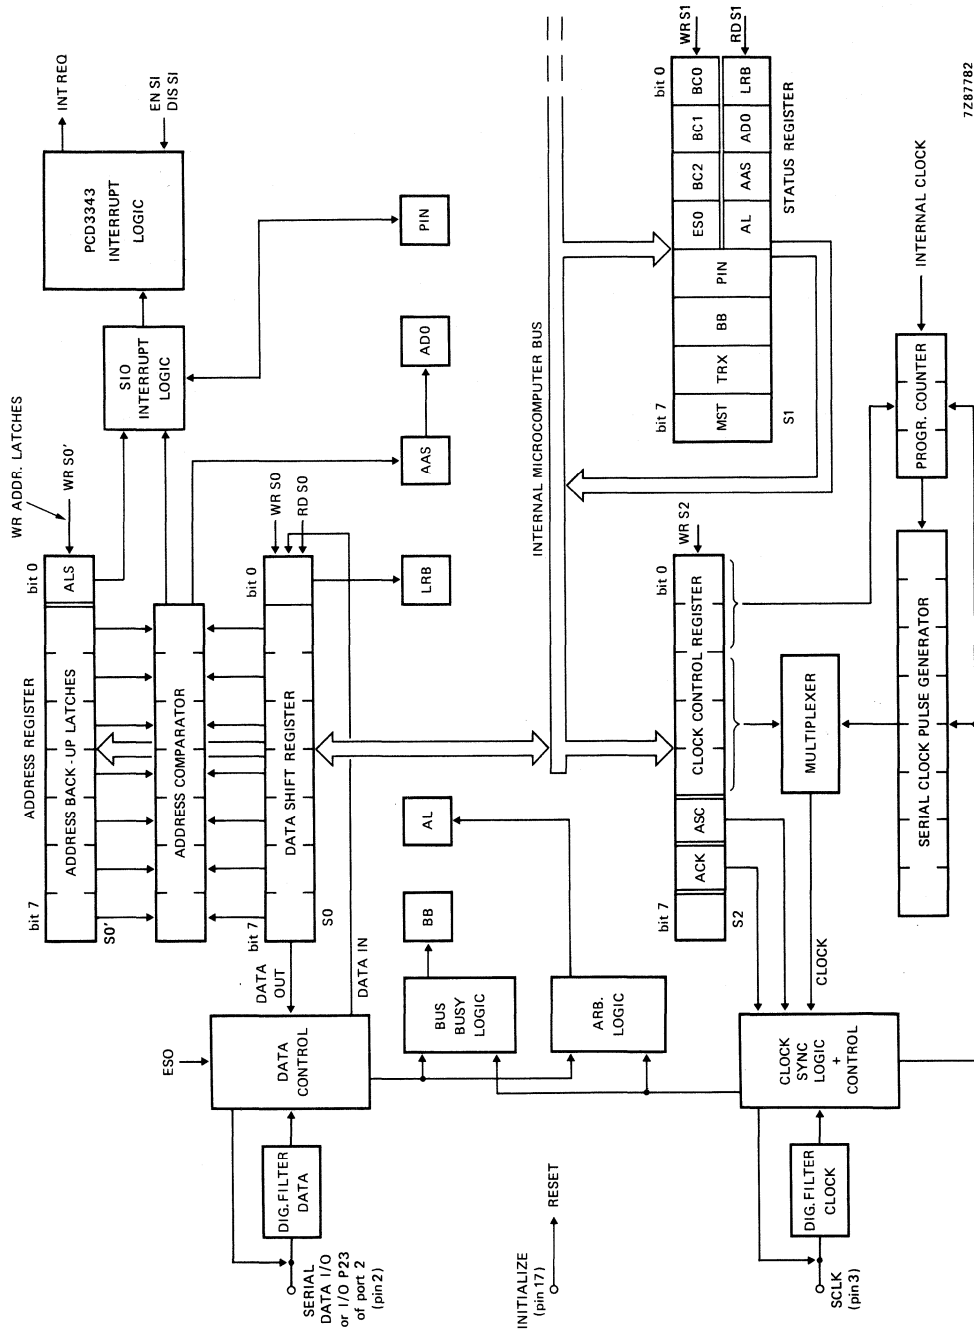 WR ADDR. LATCHES
WR S0'
ADDRESS REGISTER
bit 7
bit 0
ADDRESS BACK-UP LATCHES
ALS
S0'
ADDRESS COMPARATOR
SIO
INTERRUPT
LOGIC
PCD3343
INTERRUPT
LOGIC
INT REQ
EN SI
DIS SI
bit 7
bit 0
DATA SHIFT REGISTER
S0
WR S0
RD S0
ESO
DATA
OUT
DATA IN
DATA
CONTROL
DIG. FILTER
DATA
SERIAL
DATA I/O
or I/O P23
of port 2
(pin2)
BUS
BUSY
LOGIC
BB
AL
LRB
AAS
AD0
PIN
ARB.
LOGIC
INITIALIZE
(pin 17)
RESET
INTERNAL MICROCOMPUTER BUS
bit 7
bit 0
ACK
ASC
CLOCK CONTROL REGISTER
WR S2
S2
bit 7
bit 0
MST
TRX
BB
PIN
ES0
BC2
BC1
BC0
AL
AAS
AD0
LRB
WR S1
RD S1
S1
STATUS REGISTER
CLOCK
SYNC
LOGIC
+
CONTROL
DIG. FILTER
CLOCK
SCLK
(pin3)
CLOCK
MULTIPLEXER
SERIAL CLOCK PULSE GENERATOR
PROGR. COUNTER
INTERNAL CLOCK
7Z87782